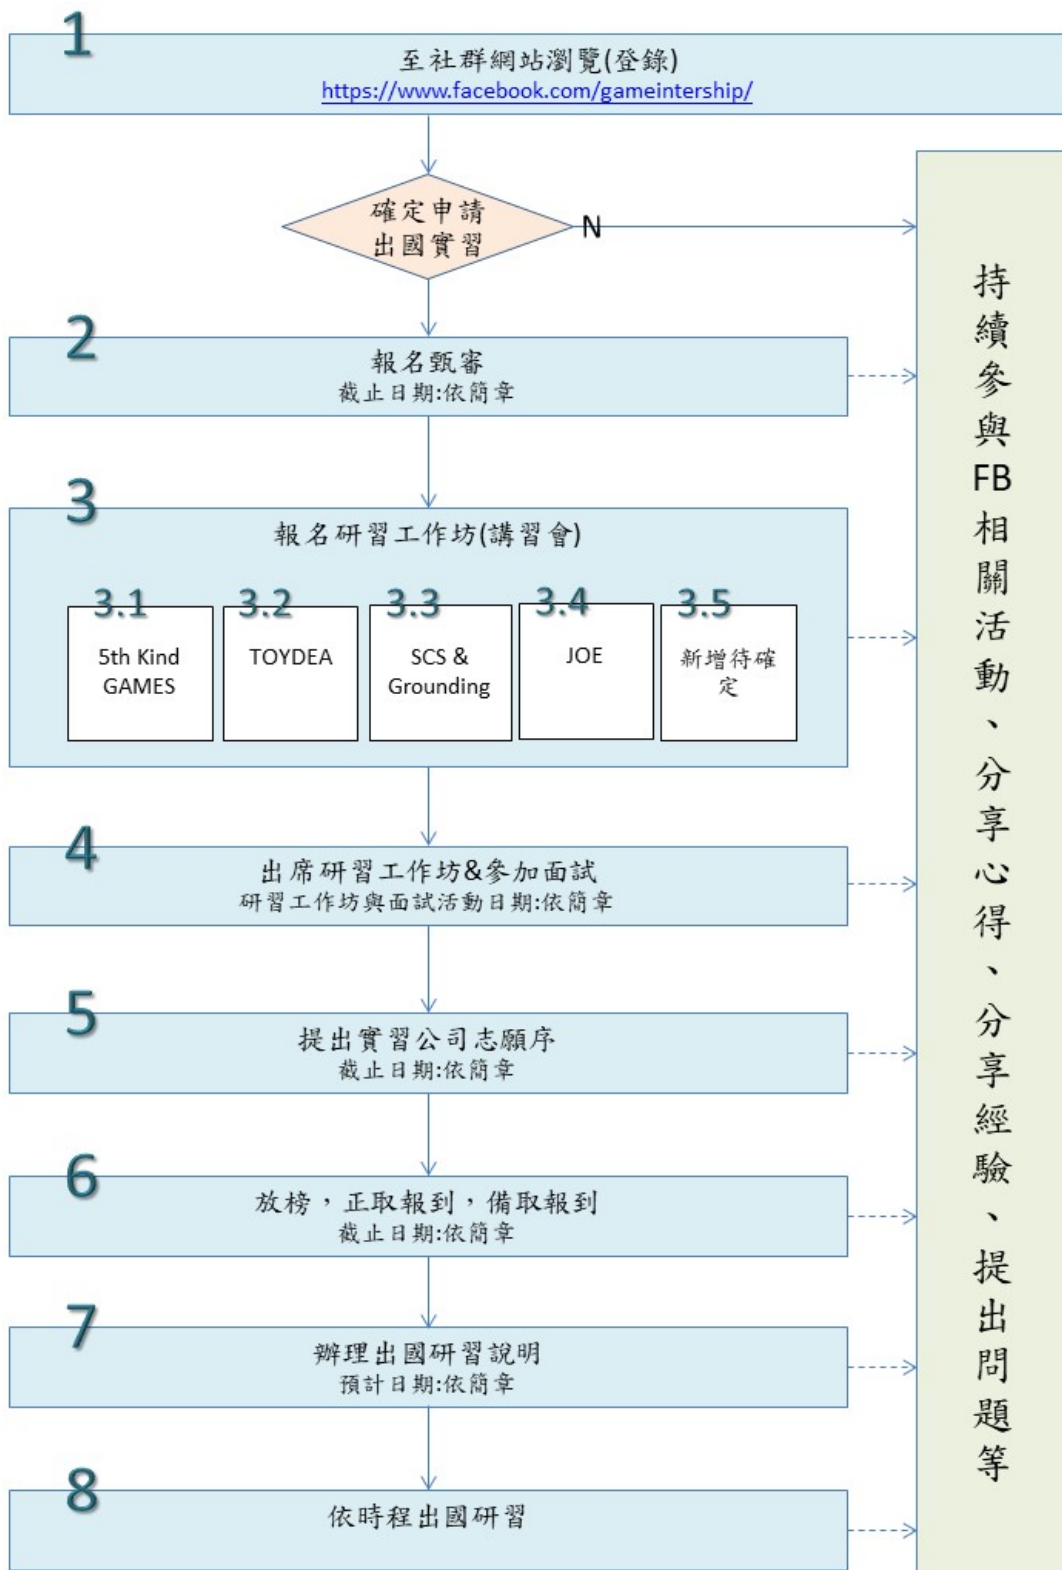 1
至社群網站瀏覽(登錄)
https://www.facebook.com/gameintership/
確定申請
出國實習
N
2
報名甄審
截止日期:依簡章
3
報名研習工作坊(講習會)
3.1
5th Kind
GAMES
3.2
TOYDEA
3.3
SCS &
Grounding
3.4
JOE
3.5
新增待確
定
4
出席研習工作坊&參加面試
研習工作坊與面試活動日期:依簡章
5
提出實習公司志願序
截止日期:依簡章
6
放榜，正取報到，備取報到
截止日期:依簡章
7
辦理出國研習說明
預計日期:依簡章
8
依時程出國研習
持續參與FB相關活動、分享心得、分享經驗、提出問題等